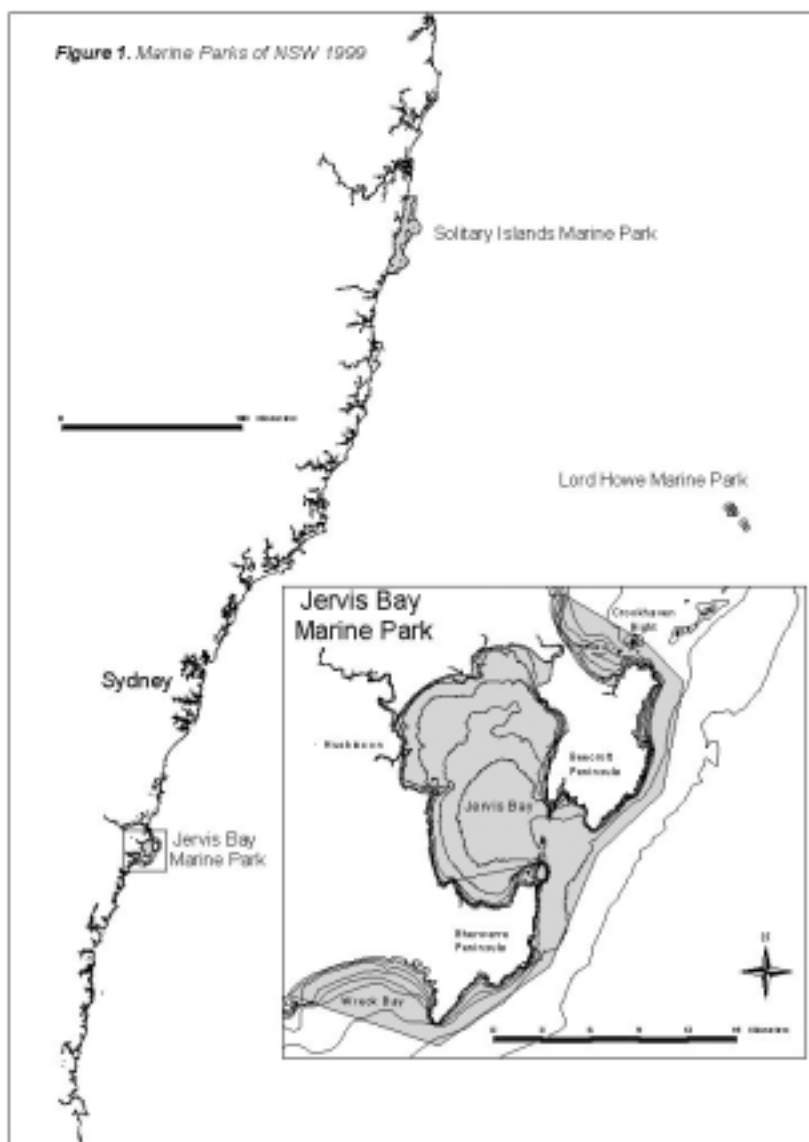 Figure 1. Marine Parks of NSW 1999
Solitary Islands Marine Park
0
Lord Howe Marine Park
Jervis Bay
Marine Park
Crookhaven
Bight
Sydney
Huskisson
Beecroft
Peninsula
Jervis Bay
Jervis Bay
Marine Park
Bherwerre
Peninsula
N
Wreck Bay